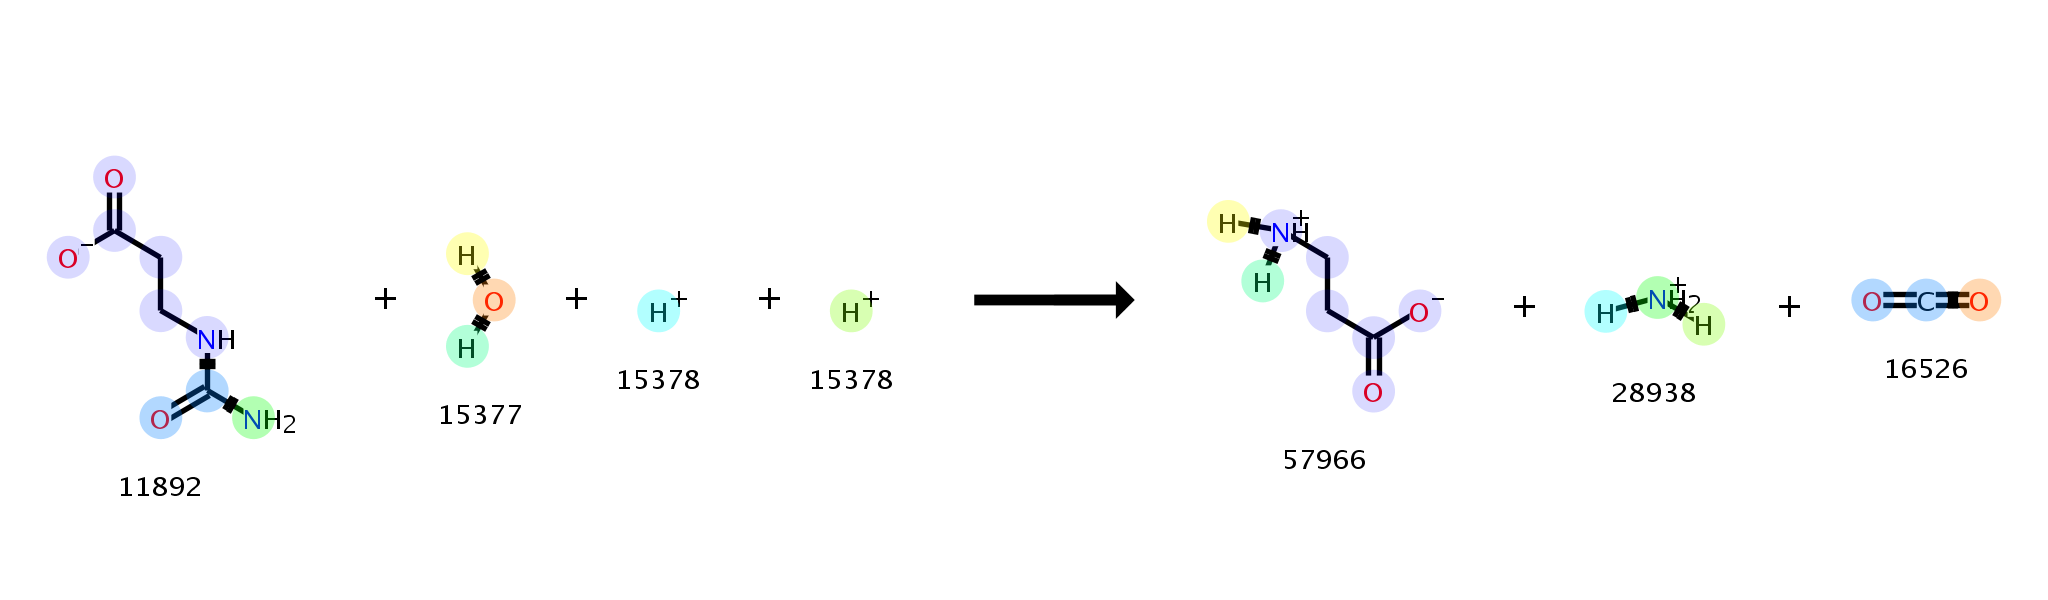 O
O−
NH
O
NH2
11892
+
H
O
H
15377
+
H+
15378
+
H+
15378
H
NH+
H
O−
O
57966
+
H
NH2+
H
28938
+
O C O
16526